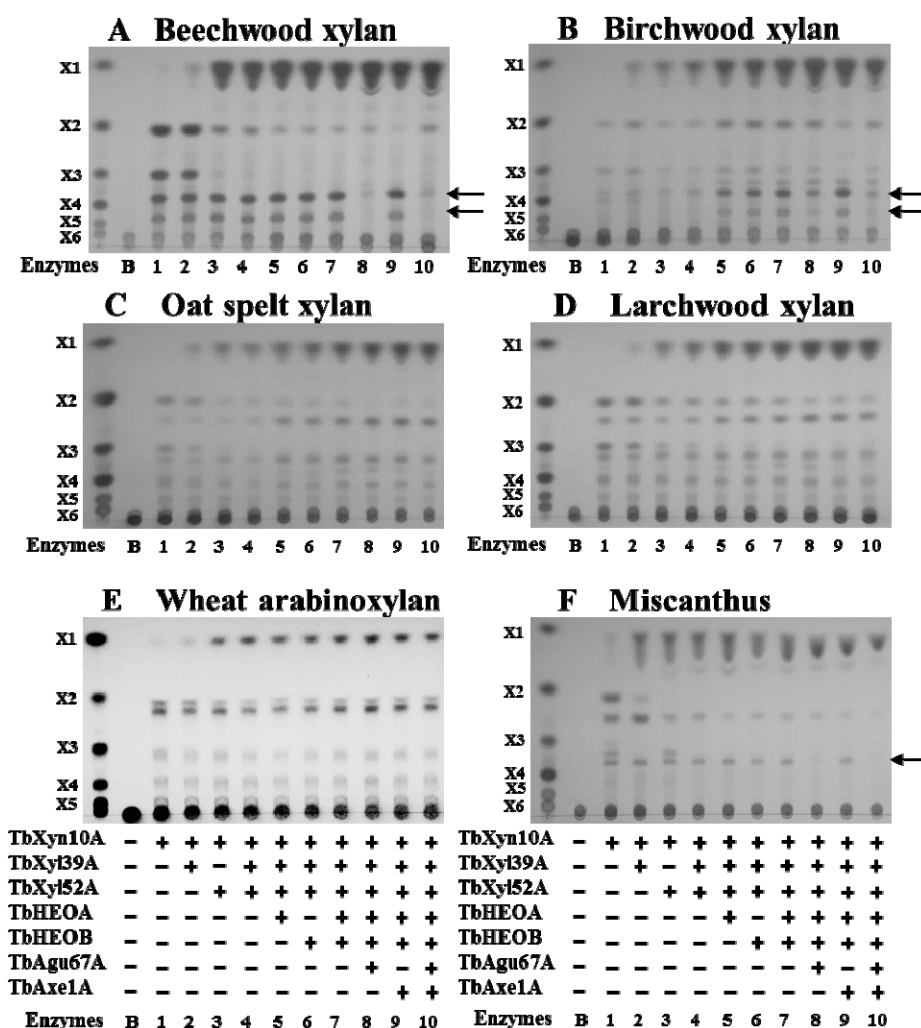 A Beechwood xylan
X1
X2
X3
X4
X5
X6
Enzymes B 1 2 3 4 5 6 7 8 9 10
B Birchwood xylan
X1
X2
X3
X4
X5
X6
Enzymes B 1 2 3 4 5 6 7 8 9 10
C Oat spelt xylan
X1
X2
X3
X4
X5
X6
Enzymes B 1 2 3 4 5 6 7 8 9 10
D Larchwood xylan
X1
X2
X3
X4
X5
X6
Enzymes B 1 2 3 4 5 6 7 8 9 10
E Wheat arabinoxylan
X1
X2
X3
X4
X5
TbXyn10A – + + + + + + + + + +
TbXyl39A – – + – + + + + + + +
TbXyl52A – – – + + + + + + + +
TbHEOA – – – – – + – + + + +
TbHEOB – – – – – – + + + + +
TbAgu67A – – – – – – – – + – +
TbAxe1A – – – – – – – – – + +
Enzymes B 1 2 3 4 5 6 7 8 9 10
F Miscanthus
X1
X2
X3
X4
X5
X6
TbXyn10A – + + + + + + + + + +
TbXyl39A – – + – + + + + + + +
TbXyl52A – – – + + + + + + + +
TbHEOA – – – – – + – + + + +
TbHEOB – – – – – – + + + + +
TbAgu67A – – – – – – – – + – +
TbAxe1A – – – – – – – – – + +
Enzymes B 1 2 3 4 5 6 7 8 9 10